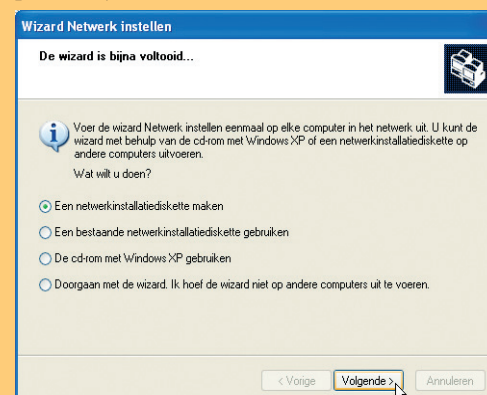 Wizard Netwerk instellen
De wizard is bijna voltooid...
Voer de wizard Netwerk instellen eenmaal op elke computer in het netwerk uit. U kunt de
wizard met behulp van de cd-rom met Windows XP of een netwerkinstallatiediskette op
andere computers uitvoeren.
Wat wilt u doen?
Een netwerkinstallatiediskette maken
Een bestaande netwerkinstallatiediskette gebruiken
De cd-rom met Windows XP gebruiken
Doorgaan met de wizard. Ik hoef de wizard niet op andere computers uit te voeren.
< Vorige Volgende > Annuleren